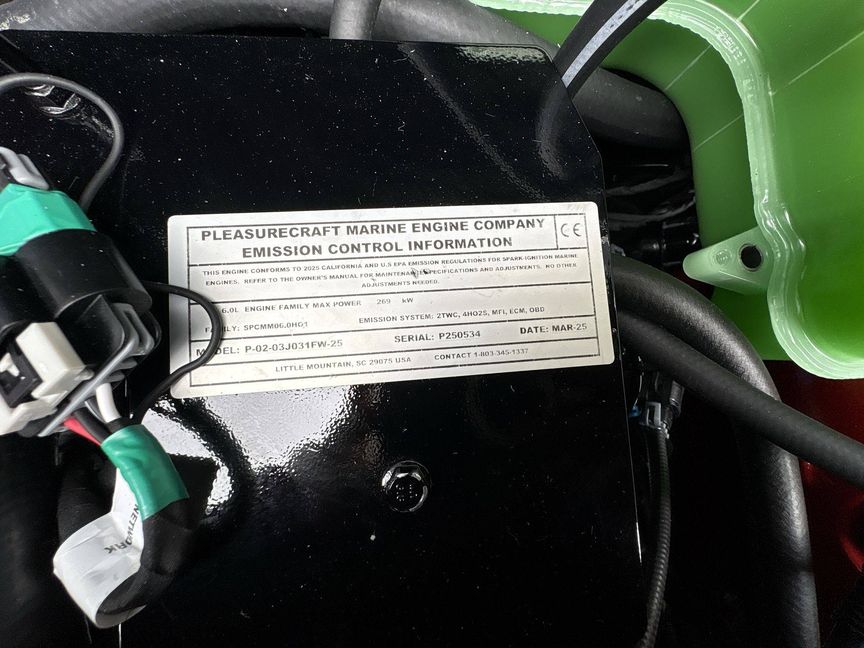 PLEASURECRAFT MARINE ENGINE COMPANY
EMISSION CONTROL INFORMATION
CE
THIS ENGINE CONFORMS TO 2025 CALIFORNIA AND U.S EPA EMISSION REGULATIONS FOR SPARK-IGNITION MARINE
ENGINES. REFER TO THE OWNER'S MANUAL FOR MAINTENANCE SPECIFICATIONS AND ADJUSTMENTS. NO OTHER
ADJUSTMENTS NEEDED.
6.0L ENGINE FAMILY MAX POWER 269 kW
FAMILY: SPCMM06.0HG1 EMISSION SYSTEM: 2TWC, 4HO2S, MFI, ECM, OBD
MODEL: P-02-03J031FW-25 SERIAL: P250534 DATE: MAR-25
LITTLE MOUNTAIN, SC 29075 USA CONTACT 1-803-345-1337
NETWORK